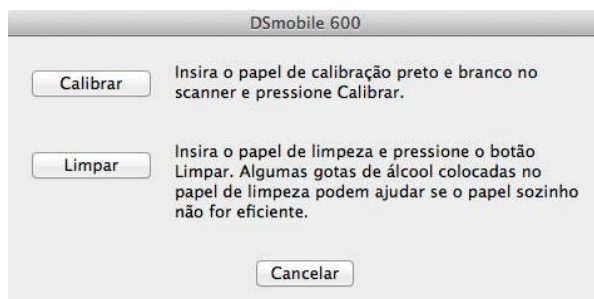 DSmobile 600
Calibrar
Insira o papel de calibração preto e branco no
scanner e pressione Calibrar.
Limpar
Insira o papel de limpeza e pressione o botão
Limpar. Algumas gotas de álcool colocadas no
papel de limpeza podem ajudar se o papel sozinho
não for eficiente.
Cancelar